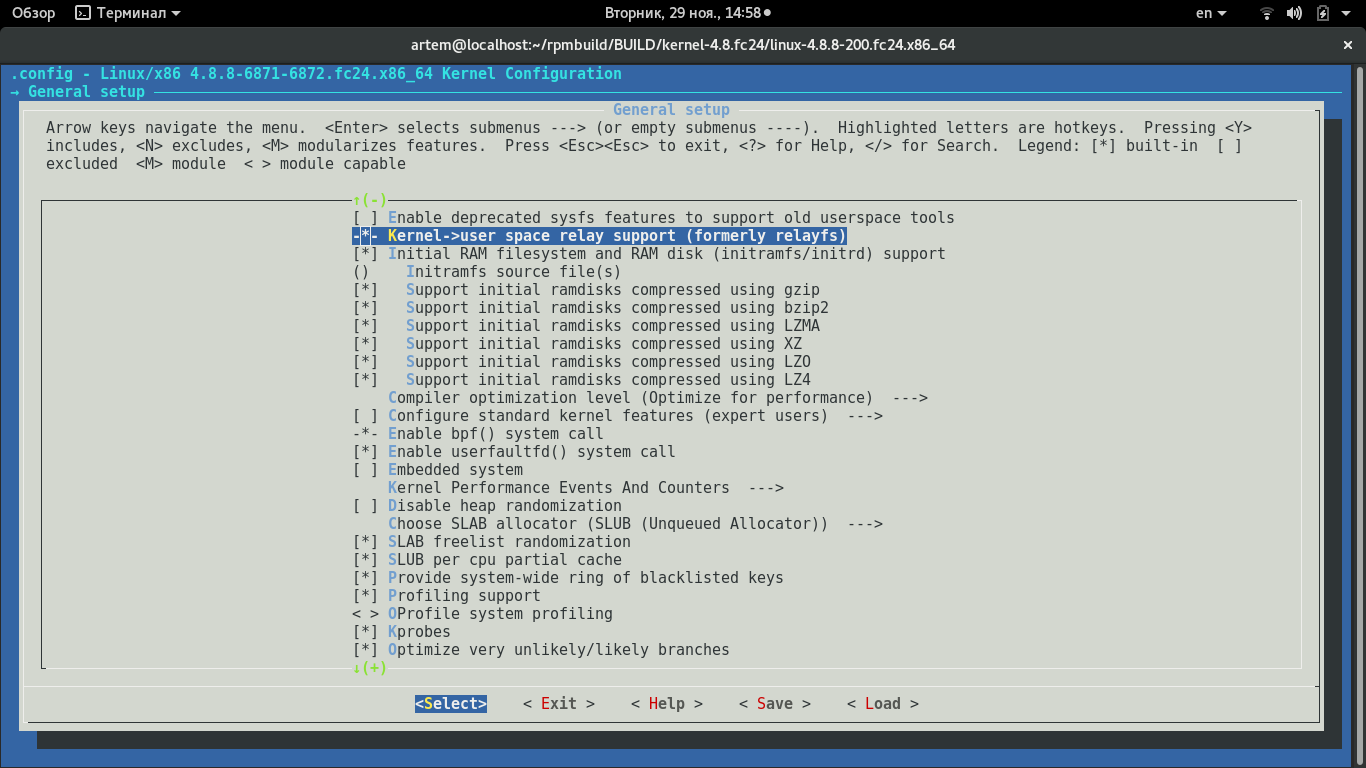 Обзор Терминал Вторник, 29 ноя., 14:58 en
artem@localhost:~/rpmbuild/BUILD/kernel-4.8.fc24/linux-4.8.8-200.fc24.x86_64 ×
.config - Linux/x86 4.8.8-6871-6872.fc24.x86_64 Kernel Configuration
→ General setup
General setup
Arrow keys navigate the menu.  <Enter> selects submenus ---> (or empty submenus ----).  Highlighted letters are hotkeys.  Pressing <Y>
includes, <N> excludes, <M> modularizes features.  Press <Esc><Esc> to exit, <?> for Help, </> for Search.  Legend: [*] built-in  [ ]
excluded  <M> module  < > module capable
↑(-)
[ ] Enable deprecated sysfs features to support old userspace tools
-*- Kernel->user space relay support (formerly relayfs)
[*] Initial RAM filesystem and RAM disk (initramfs/initrd) support
()    Initramfs source file(s)
[*]   Support initial ramdisks compressed using gzip
[*]   Support initial ramdisks compressed using bzip2
[*]   Support initial ramdisks compressed using LZMA
[*]   Support initial ramdisks compressed using XZ
[*]   Support initial ramdisks compressed using LZO
[*]   Support initial ramdisks compressed using LZ4
Compiler optimization level (Optimize for performance)  --->
[ ] Configure standard kernel features (expert users)  --->
-*- Enable bpf() system call
[*] Enable userfaultfd() system call
[ ] Embedded system
Kernel Performance Events And Counters  --->
[ ] Disable heap randomization
Choose SLAB allocator (SLUB (Unqueued Allocator))  --->
[*] SLAB freelist randomization
[*] SLUB per cpu partial cache
[*] Provide system-wide ring of blacklisted keys
[*] Profiling support
< > OProfile system profiling
[*] Kprobes
[*] Optimize very unlikely/likely branches
↓(+)
<Select>    < Exit >    < Help >    < Save >    < Load >